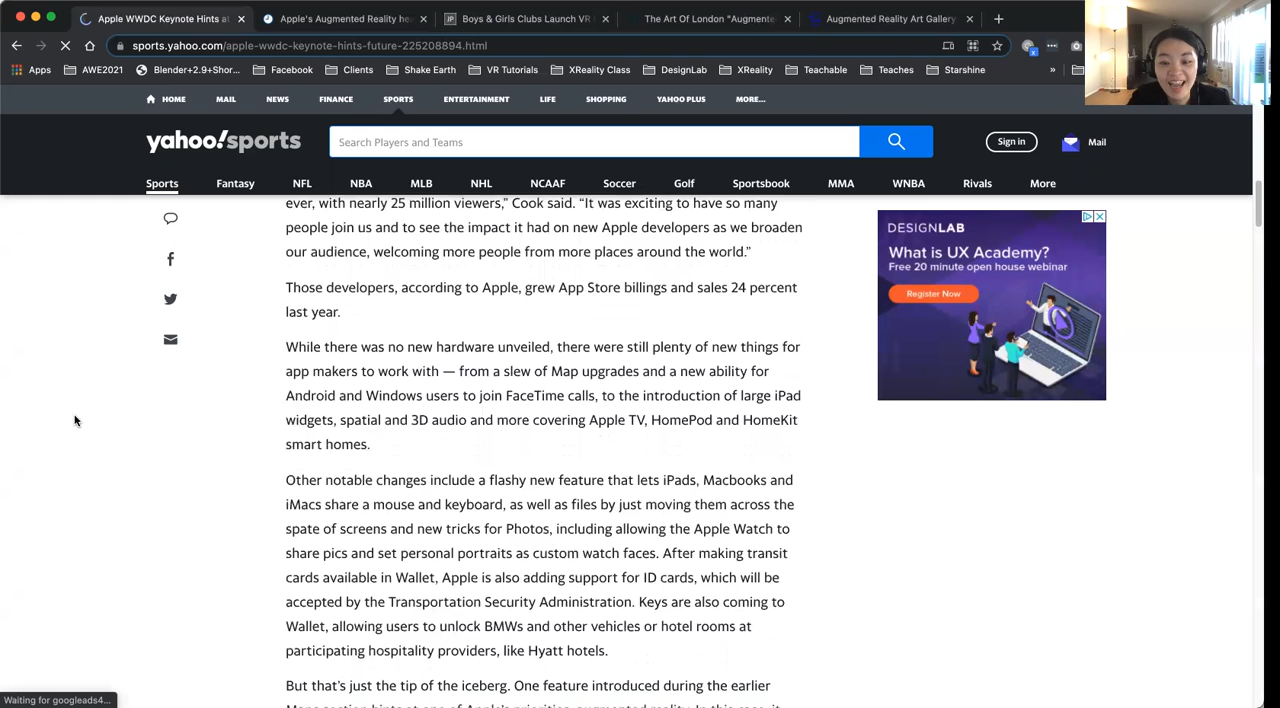 Apple WWDC Keynote Hints at
Apple's Augmented Reality he
Boys & Girls Clubs Launch VR
The Art Of London "Augmente
Augmented Reality Art Gallery
sports.yahoo.com/apple-wwdc-keynote-hints-future-225208894.html
Apps
AWE2021
Blender+2.9+Shor...
Facebook
Clients
Shake Earth
VR Tutorials
XReality Class
DesignLab
XReality
Teachable
Teaches
Starshine
»
HOME
MAIL
NEWS
FINANCE
SPORTS
ENTERTAINMENT
LIFE
SHOPPING
YAHOO PLUS
MORE...
yahoo!sports
Search Players and Teams
Sign in
Mail
Sports
Fantasy
NFL
NBA
MLB
NHL
NCAAF
Soccer
Golf
Sportsbook
MMA
WNBA
Rivals
More
ever, with nearly 25 million viewers,” Cook said. “It was exciting to have so many
people join us and to see the impact it had on new Apple developers as we broaden
our audience, welcoming more people from more places around the world.”
Those developers, according to Apple, grew App Store billings and sales 24 percent
last year.
While there was no new hardware unveiled, there were still plenty of new things for
app makers to work with — from a slew of Map upgrades and a new ability for
Android and Windows users to join FaceTime calls, to the introduction of large iPad
widgets, spatial and 3D audio and more covering Apple TV, HomePod and HomeKit
smart homes.
Other notable changes include a flashy new feature that lets iPads, Macbooks and
iMacs share a mouse and keyboard, as well as files by just moving them across the
spate of screens and new tricks for Photos, including allowing the Apple Watch to
share pics and set personal portraits as custom watch faces. After making transit
cards available in Wallet, Apple is also adding support for ID cards, which will be
accepted by the Transportation Security Administration. Keys are also coming to
Wallet, allowing users to unlock BMWs and other vehicles or hotel rooms at
participating hospitality providers, like Hyatt hotels.
But that’s just the tip of the iceberg. One feature introduced during the earlier
DESIGNLAB
What is UX Academy?
Free 20 minute open house webinar
Register Now
Waiting for googleads4...